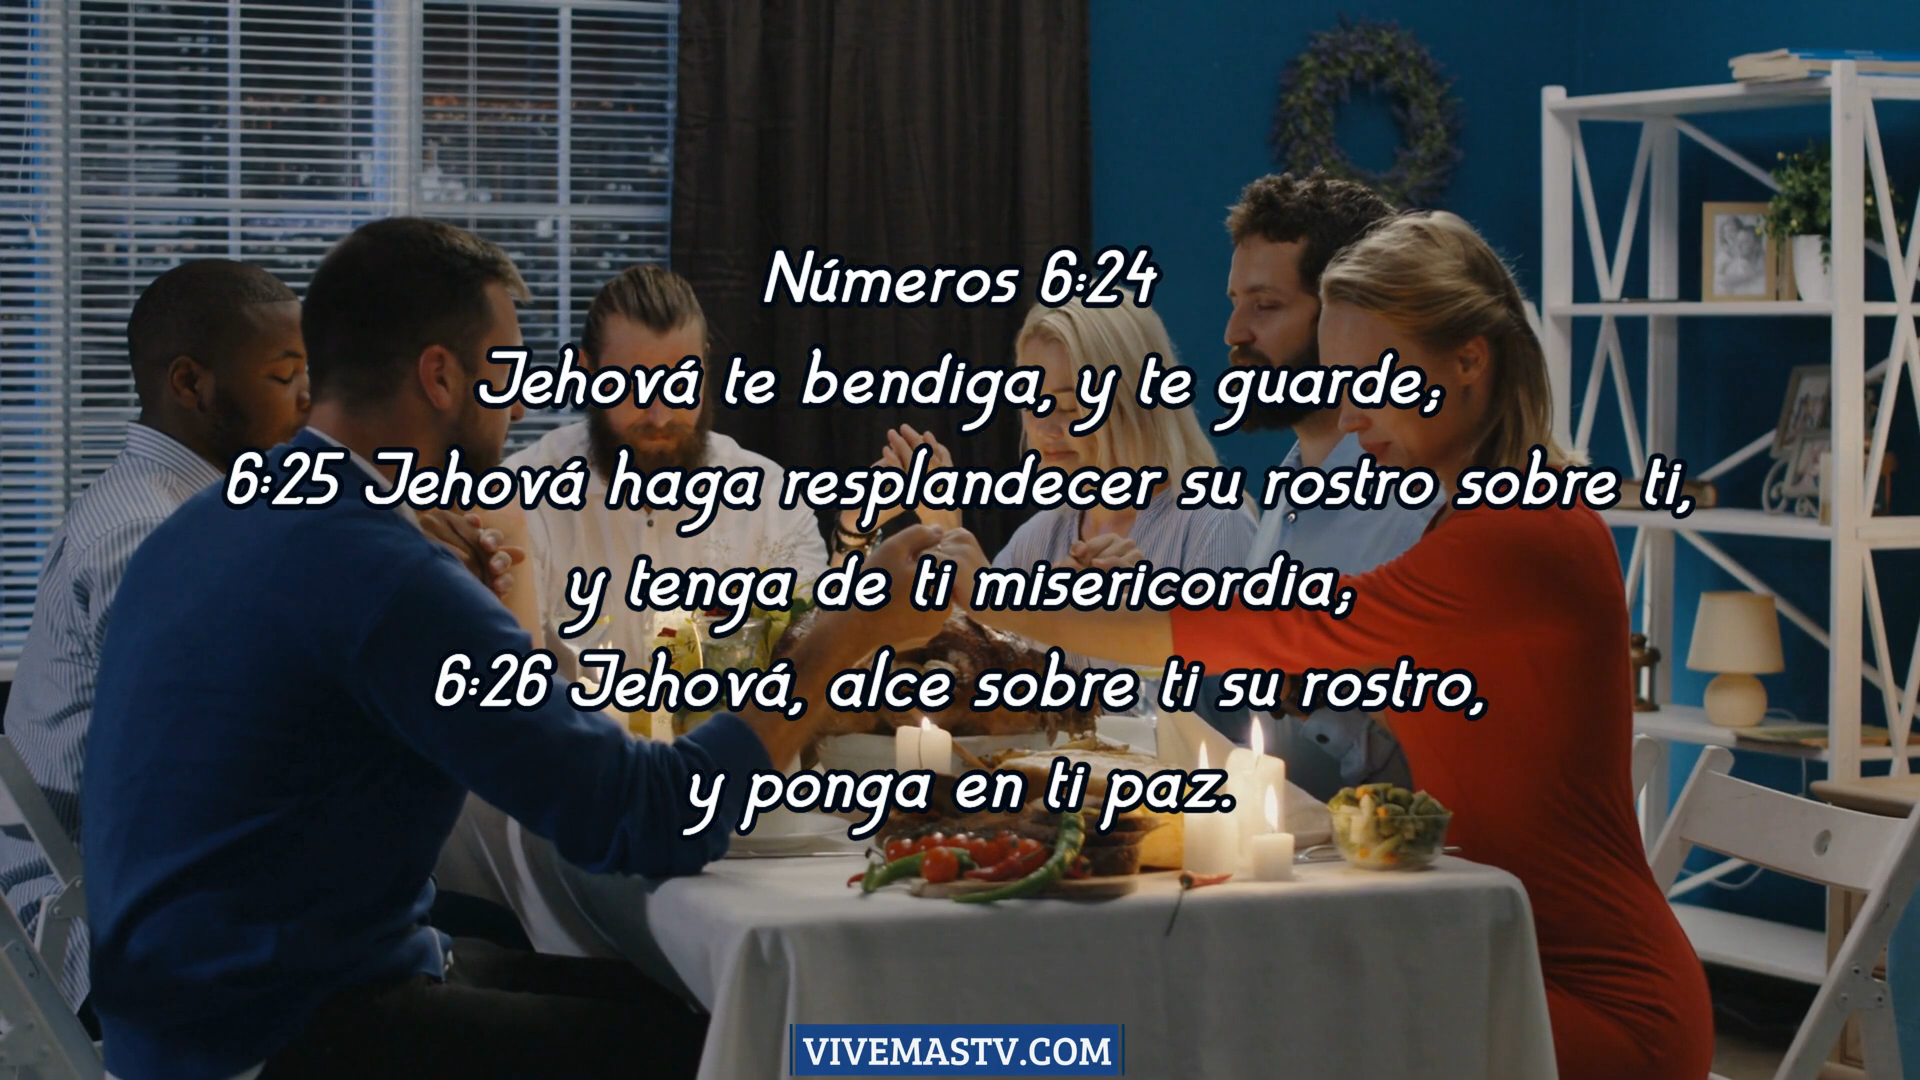 Números 6:24
Jehová te bendiga, y te guarde;
6:25 Jehová haga resplandecer su rostro sobre ti,
y tenga de ti misericordia;
6:26 Jehová, alce sobre ti su rostro,
y ponga en ti paz.
VIVEMASTV.COM